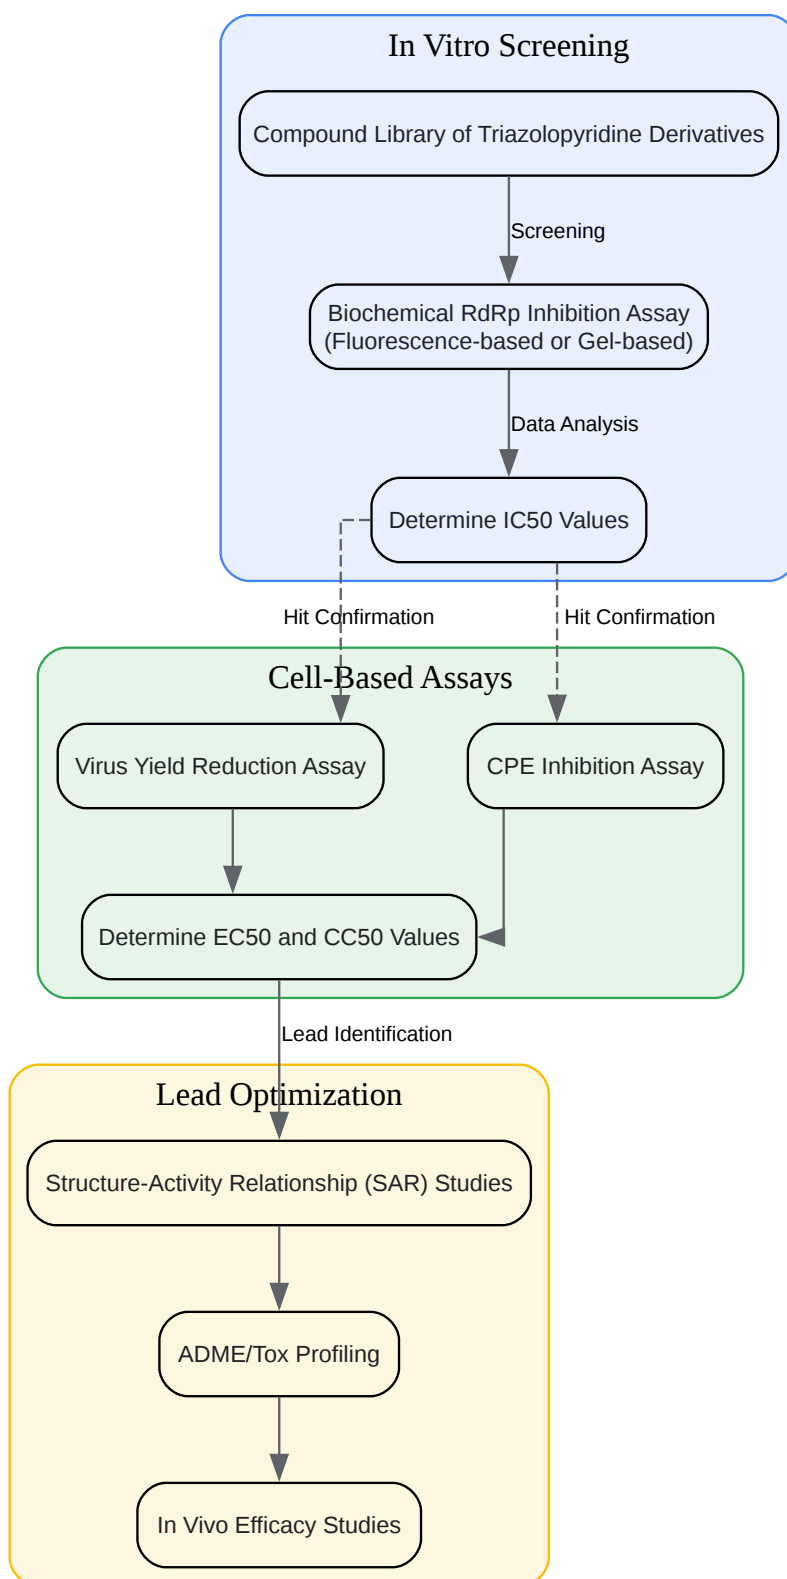 In Vitro Screening
Compound Library of Triazolopyridine Derivatives
Screening
Biochemical RdRp Inhibition Assay
(Fluorescence-based or Gel-based)
Data Analysis
Determine IC50 Values
Hit Confirmation
Hit Confirmation
Cell-Based Assays
Virus Yield Reduction Assay
CPE Inhibition Assay
Determine EC50 and CC50 Values
Lead Identification
Lead Optimization
Structure-Activity Relationship (SAR) Studies
ADME/Tox Profiling
In Vivo Efficacy Studies